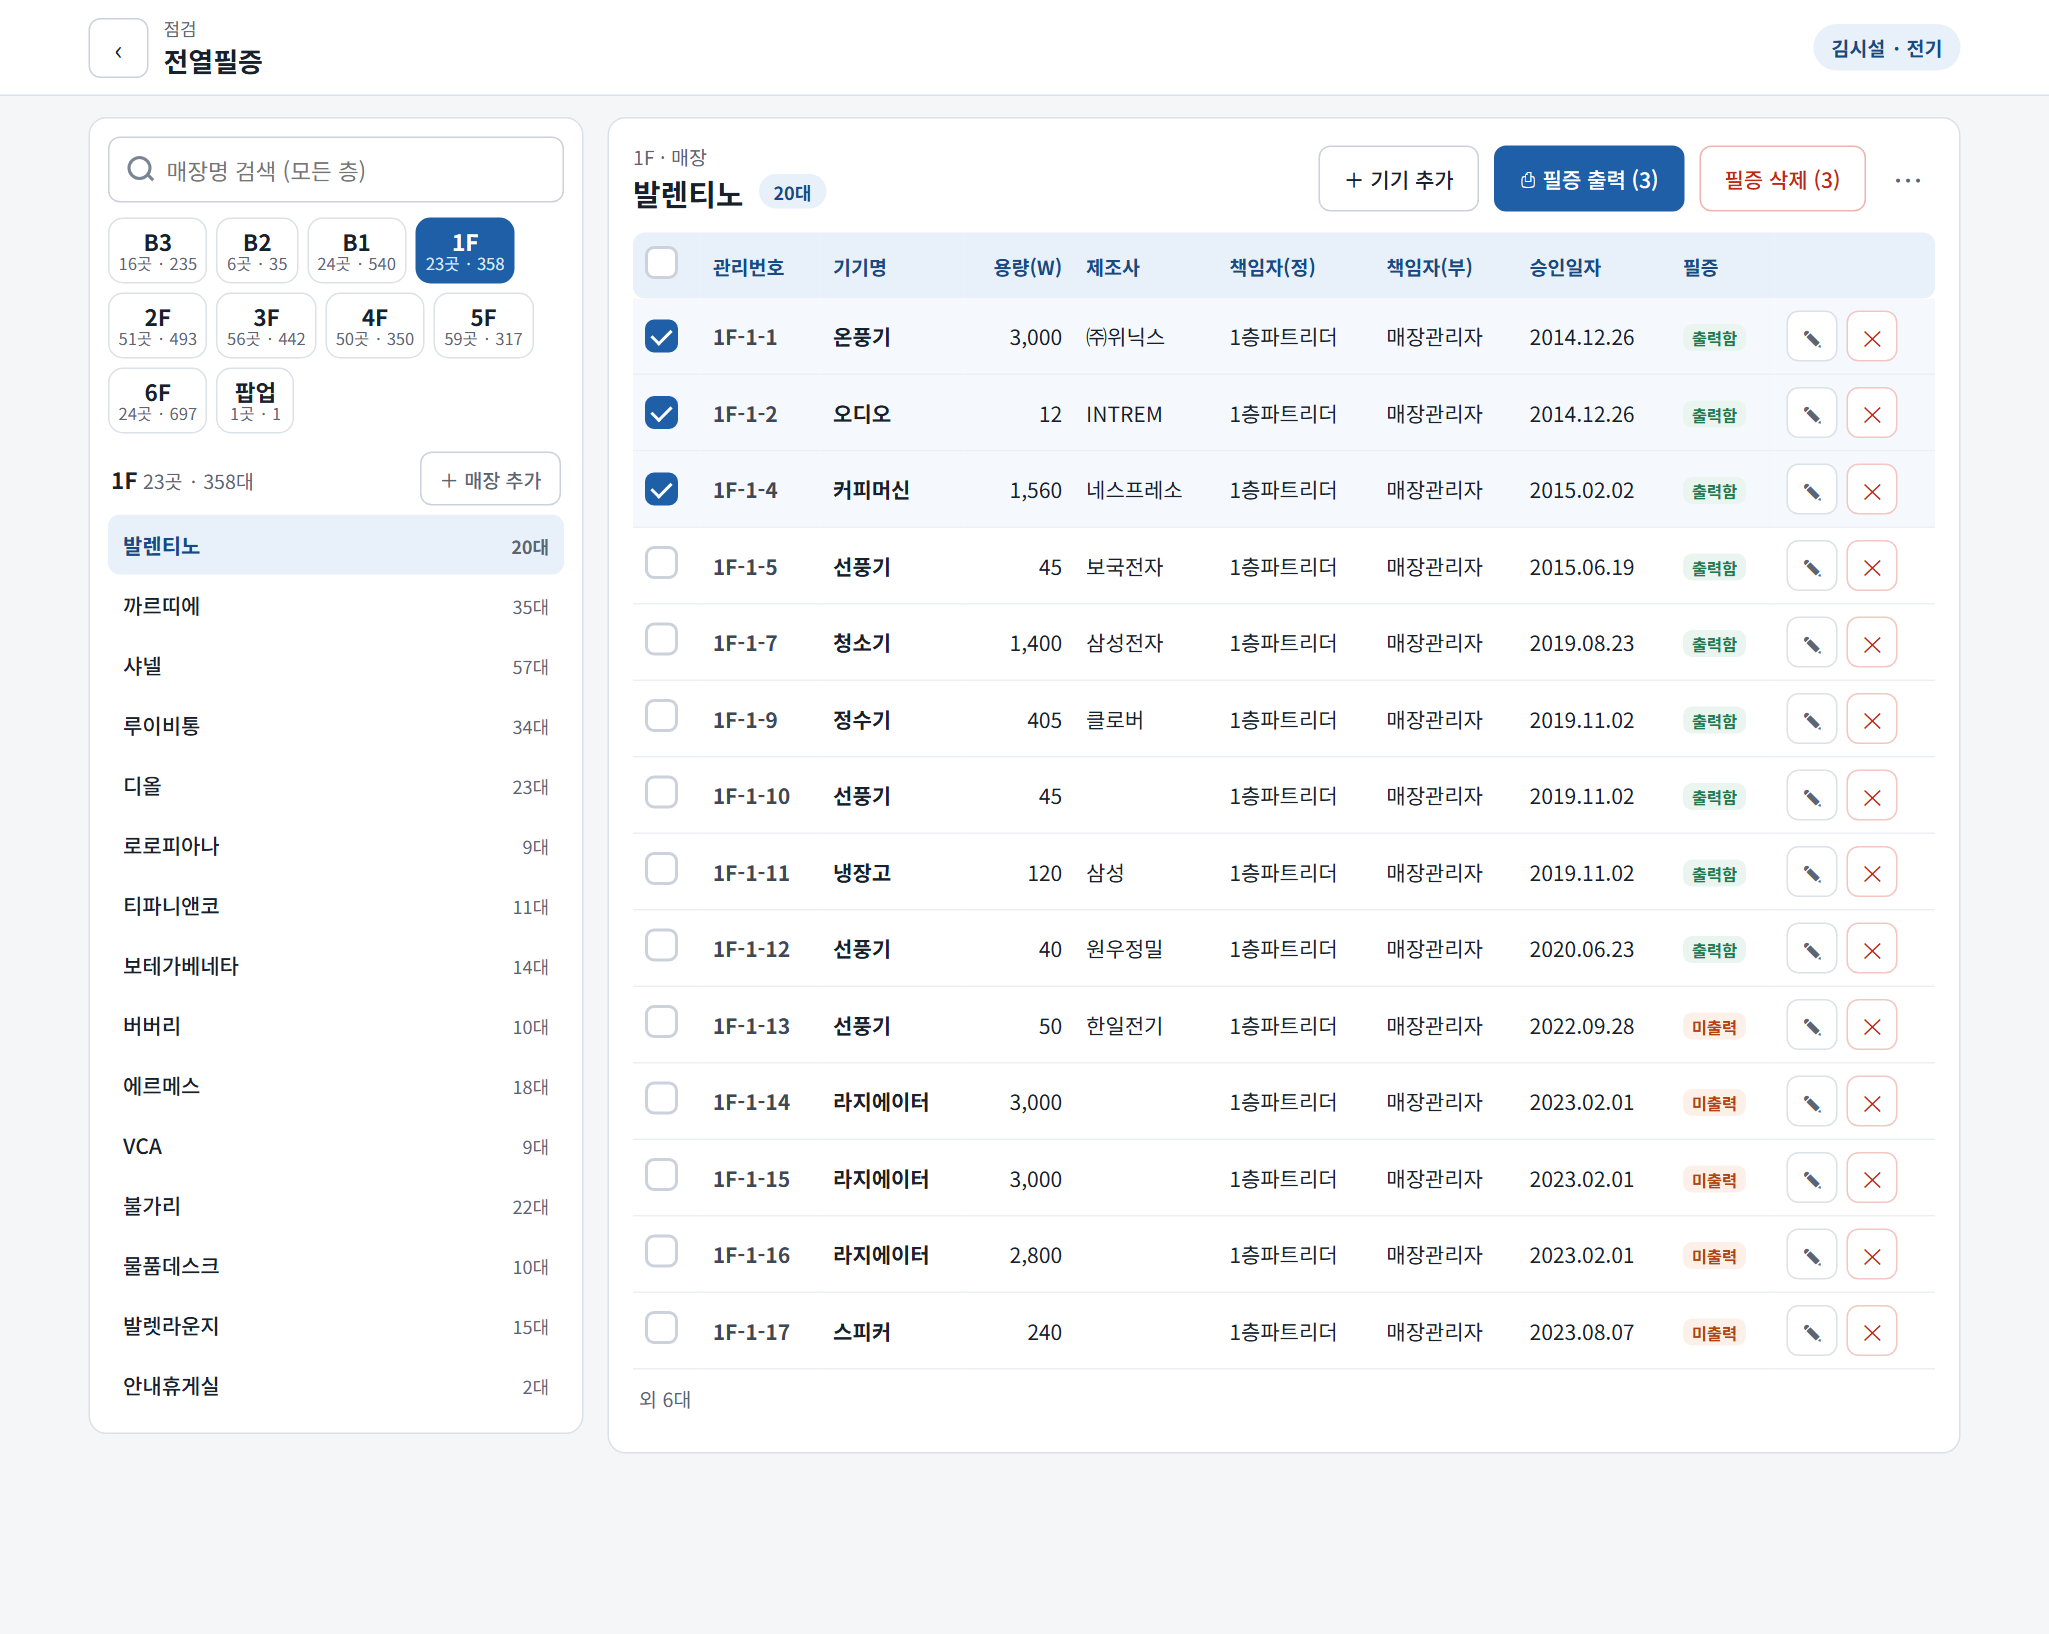 점검
전열필증
김시설 · 전기
매장명 검색 (모든 층)
B3
16곳 · 235
B2
6곳 · 35
B1
24곳 · 540
1F
23곳 · 358
2F
51곳 · 493
3F
56곳 · 442
4F
50곳 · 350
5F
59곳 · 317
6F
24곳 · 697
팝업
1곳 · 1
1F 23곳 · 358대
+ 매장 추가
발렌티노 20대
까르띠에 35대
샤넬 57대
루이비통 34대
디올 23대
로로피아나 9대
티파니앤코 11대
보테가베네타 14대
버버리 10대
에르메스 18대
VCA 9대
불가리 22대
물품데스크 10대
발렛라운지 15대
안내휴게실 2대
1F · 매장
발렌티노 20대
+ 기기 추가
⎙ 필증 출력 (3)
필증 삭제 (3)
⋯
관리번호 기기명 용량(W) 제조사 책임자(정) 책임자(부) 승인일자 필증
1F-1-1 온풍기 3,000 ㈜위닉스 1층파트리더 매장관리자 2014.12.26 출력함
1F-1-2 오디오 12 INTREM 1층파트리더 매장관리자 2014.12.26 출력함
1F-1-4 커피머신 1,560 네스프레소 1층파트리더 매장관리자 2015.02.02 출력함
1F-1-5 선풍기 45 보국전자 1층파트리더 매장관리자 2015.06.19 출력함
1F-1-7 청소기 1,400 삼성전자 1층파트리더 매장관리자 2019.08.23 출력함
1F-1-9 정수기 405 클로버 1층파트리더 매장관리자 2019.11.02 출력함
1F-1-10 선풍기 45 1층파트리더 매장관리자 2019.11.02 출력함
1F-1-11 냉장고 120 삼성 1층파트리더 매장관리자 2019.11.02 출력함
1F-1-12 선풍기 40 원우정밀 1층파트리더 매장관리자 2020.06.23 출력함
1F-1-13 선풍기 50 한일전기 1층파트리더 매장관리자 2022.09.28 미출력
1F-1-14 라지에이터 3,000 1층파트리더 매장관리자 2023.02.01 미출력
1F-1-15 라지에이터 3,000 1층파트리더 매장관리자 2023.02.01 미출력
1F-1-16 라지에이터 2,800 1층파트리더 매장관리자 2023.02.01 미출력
1F-1-17 스피커 240 1층파트리더 매장관리자 2023.08.07 미출력
외 6대